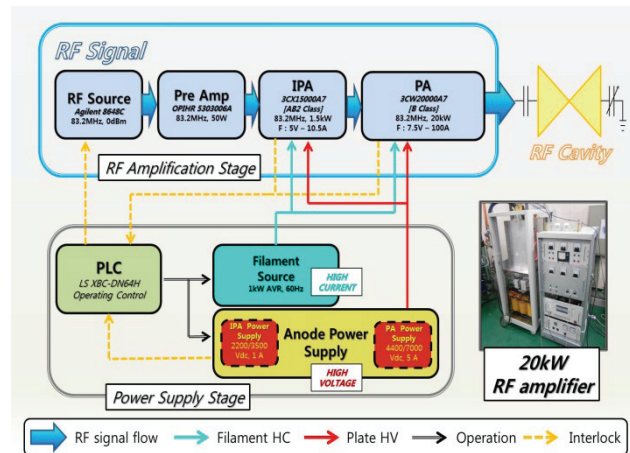 RF Signal
RF Source
Agilent 8648C
83.2MHz, 0dBm
Pre Amp
OPIHR 5303006A
83.2MHz, 50W
IPA
3CX15000A7
[AB2 Class]
83.2MHz, 1.5kW
F : 5V – 10.5A
PA
3CW20000A7
[B Class]
83.2MHz, 20kW
F : 7.5V – 100A
RF Cavity
RF Amplification Stage
PLC
LS XBC-DN64H
Operating Control
Filament
Source
1kW AVR, 60Hz
HIGH
CURRENT
IPA Power
Supply
2200/3500
Vdc, 1 A
Anode Power
Supply
PA Power
Supply
4400/7000
Vdc, 5 A
HIGH
VOLTAGE
Power Supply Stage
20kW
RF amplifier
RF signal flow
Filament HC
Plate HV
Operation
Interlock